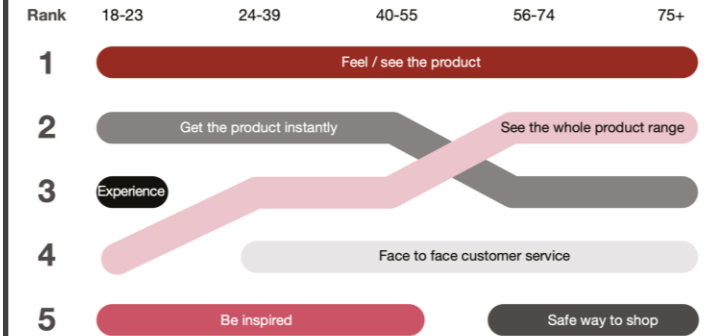 Rank 18-23 24-39 40-55 56-74 75+
1 Feel / see the product
2 Get the product instantly See the whole product range
3 Experience
4 Face to face customer service
5 Be inspired Safe way to shop